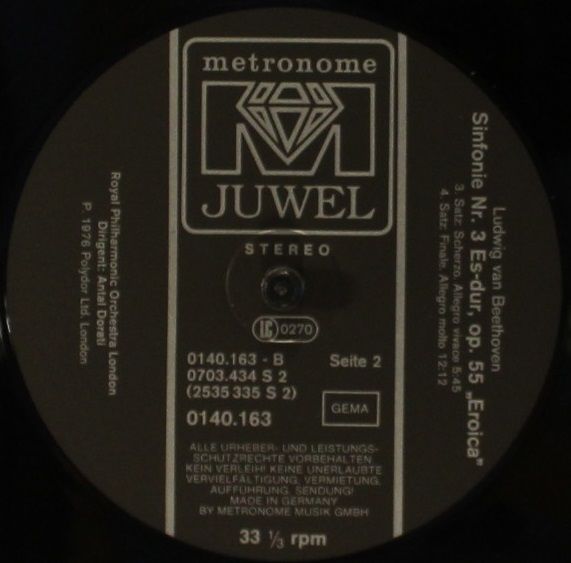 metronome
JUWEL
STEREO
LC 0270
0140.163 - B Seite 2
0703.434 S 2
(2535 335 S 2)
0140.163
GEMA
ALLE URHEBER- UND LEISTUNGS-
SCHUTZRECHTE VORBEHALTEN
KEIN VERLEIH! KEINE UNERLAUBTE
VERVIELFÄLTIGUNG, VERMIETUNG,
AUFFÜHRUNG, SENDUNG!
MADE IN GERMANY
BY METRONOME MUSIK GMBH
33 ⅓ rpm
Ludwig van Beethoven
Sinfonie Nr. 3 Es-dur, op. 55 „Eroica"
3. Satz: Scherzo. Allegro vivace 5:45
4 Satz: Finale. Allegro molto 12:12
Royal Philharmonic Orchestra London
Dirigent: Antal Dorati
P. 1976 Polydor Ltd. London